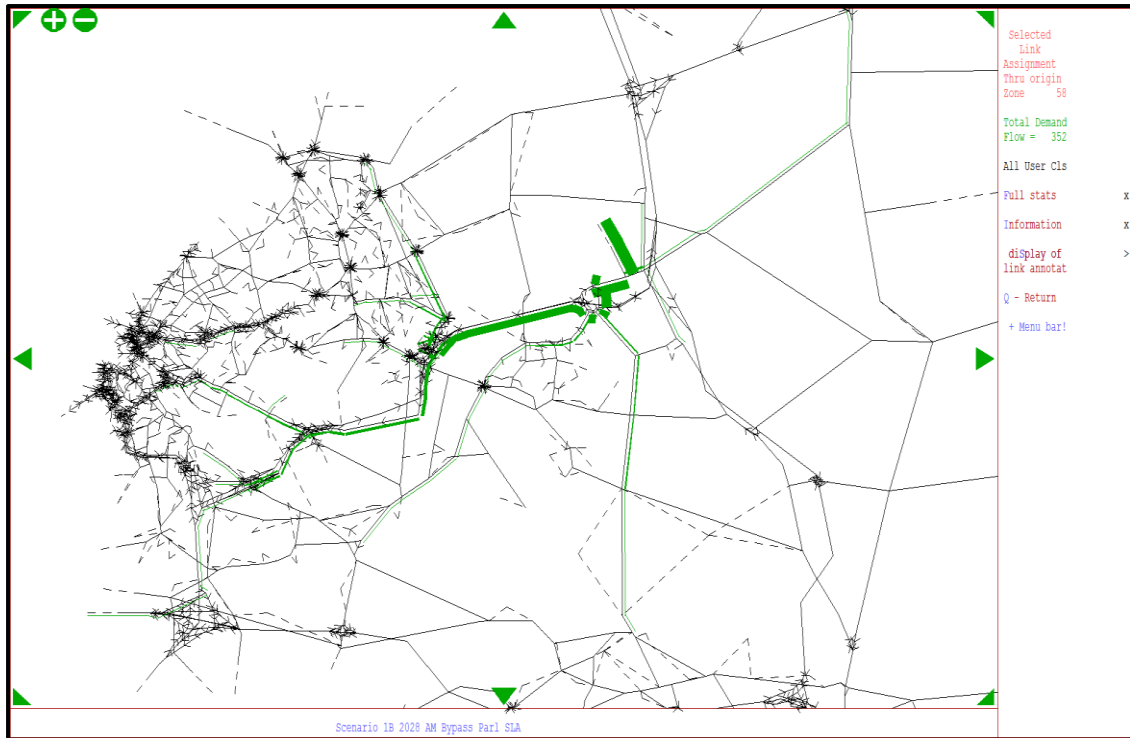 Selected
Link
Assignment
Thru origin
Zone 58
Total Demand
Flow = 352
All User Cls
Full stats x
Information x
diSplay of >
link annotat
Q - Return
+ Menu bar!
Scenario 1B 2028 AM Bypass Parl SLA